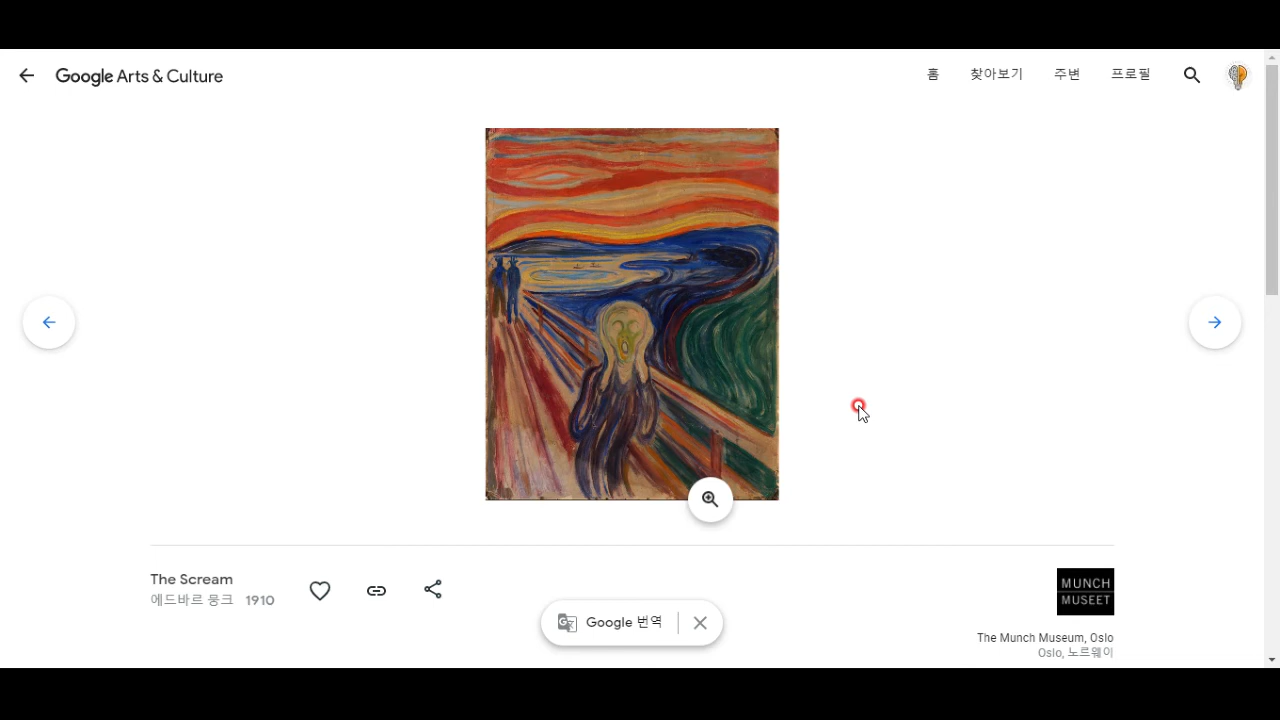 Google Arts & Culture
홈 찾아보기 주변 프로필
The Scream
에드바르 뭉크 1910
Google 번역
MUNCH
MUSEET
The Munch Museum, Oslo
Oslo, 노르웨이